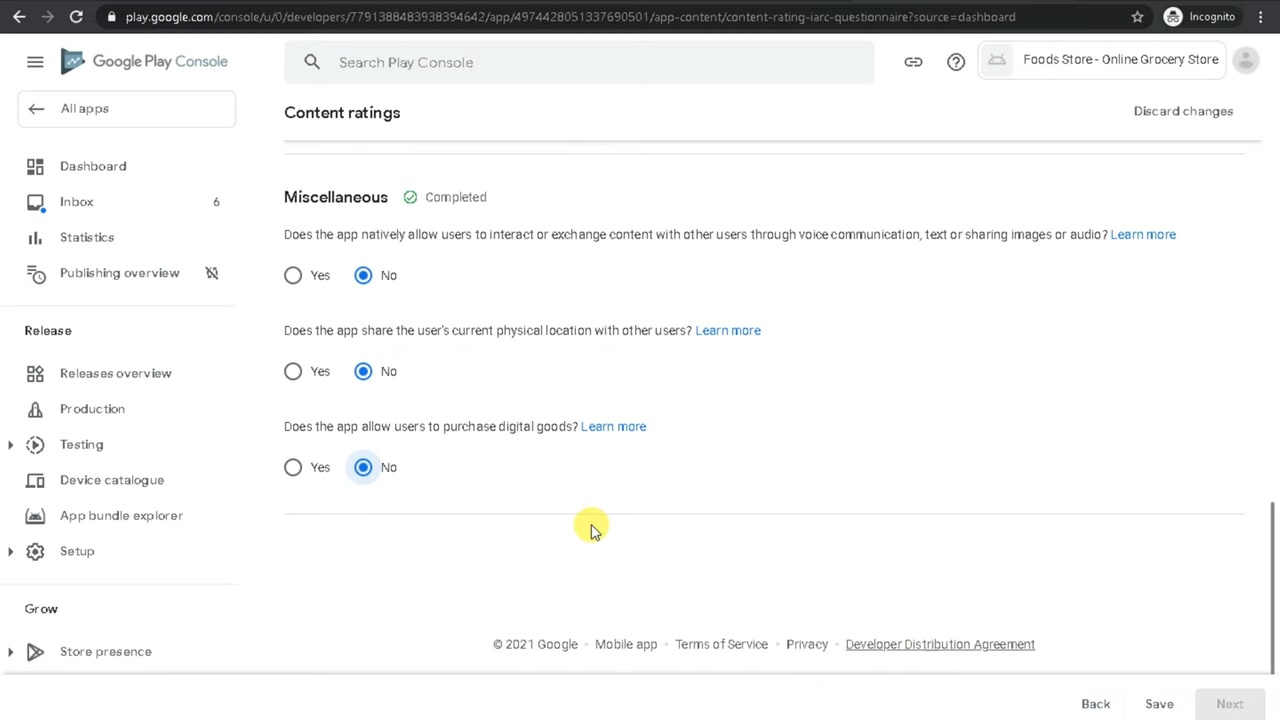 play.google.com/console/u/0/developers/7791388483938394642/app/4974428051337690501/app-content/content-rating-iarc-questionnaire?source=dashboard
Incognito
Google Play Console
Search Play Console
Foods Store - Online Grocery Store
All apps
Content ratings
Discard changes
Dashboard
Inbox 6
Statistics
Publishing overview
Release
Releases overview
Production
Testing
Device catalogue
App bundle explorer
Setup
Grow
Store presence
Miscellaneous Completed
Does the app natively allow users to interact or exchange content with other users through voice communication, text or sharing images or audio? Learn more
Yes No
Does the app share the user's current physical location with other users? Learn more
Yes No
Does the app allow users to purchase digital goods? Learn more
Yes No
© 2021 Google · Mobile app · Terms of Service · Privacy · Developer Distribution Agreement
Back Save Next